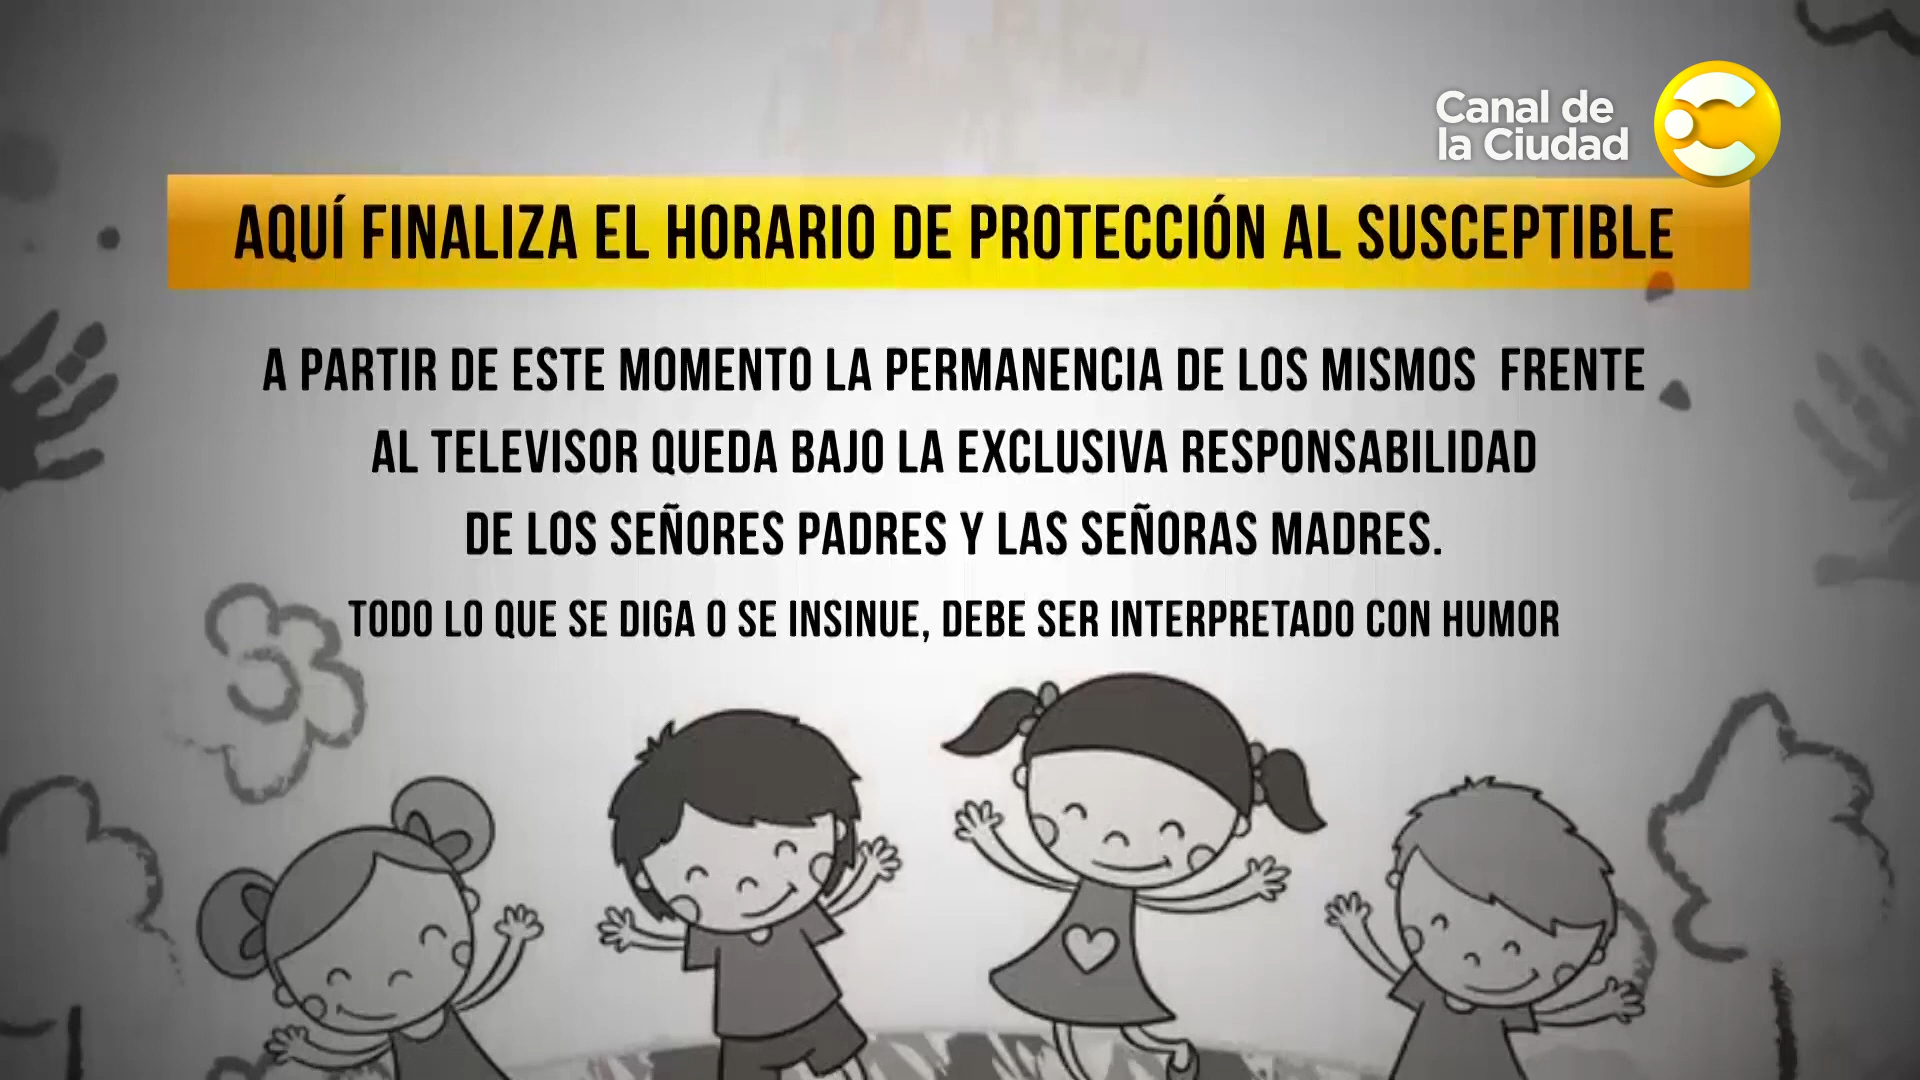 Canal de
la Ciudad
AQUÍ FINALIZA EL HORARIO DE PROTECCIÓN AL SUSCEPTIBLE
A PARTIR DE ESTE MOMENTO LA PERMANENCIA DE LOS MISMOS FRENTE
AL TELEVISOR QUEDA BAJO LA EXCLUSIVA RESPONSABILIDAD
DE LOS SEÑORES PADRES Y LAS SEÑORAS MADRES.
TODO LO QUE SE DIGA O SE INSINUE, DEBE SER INTERPRETADO CON HUMOR